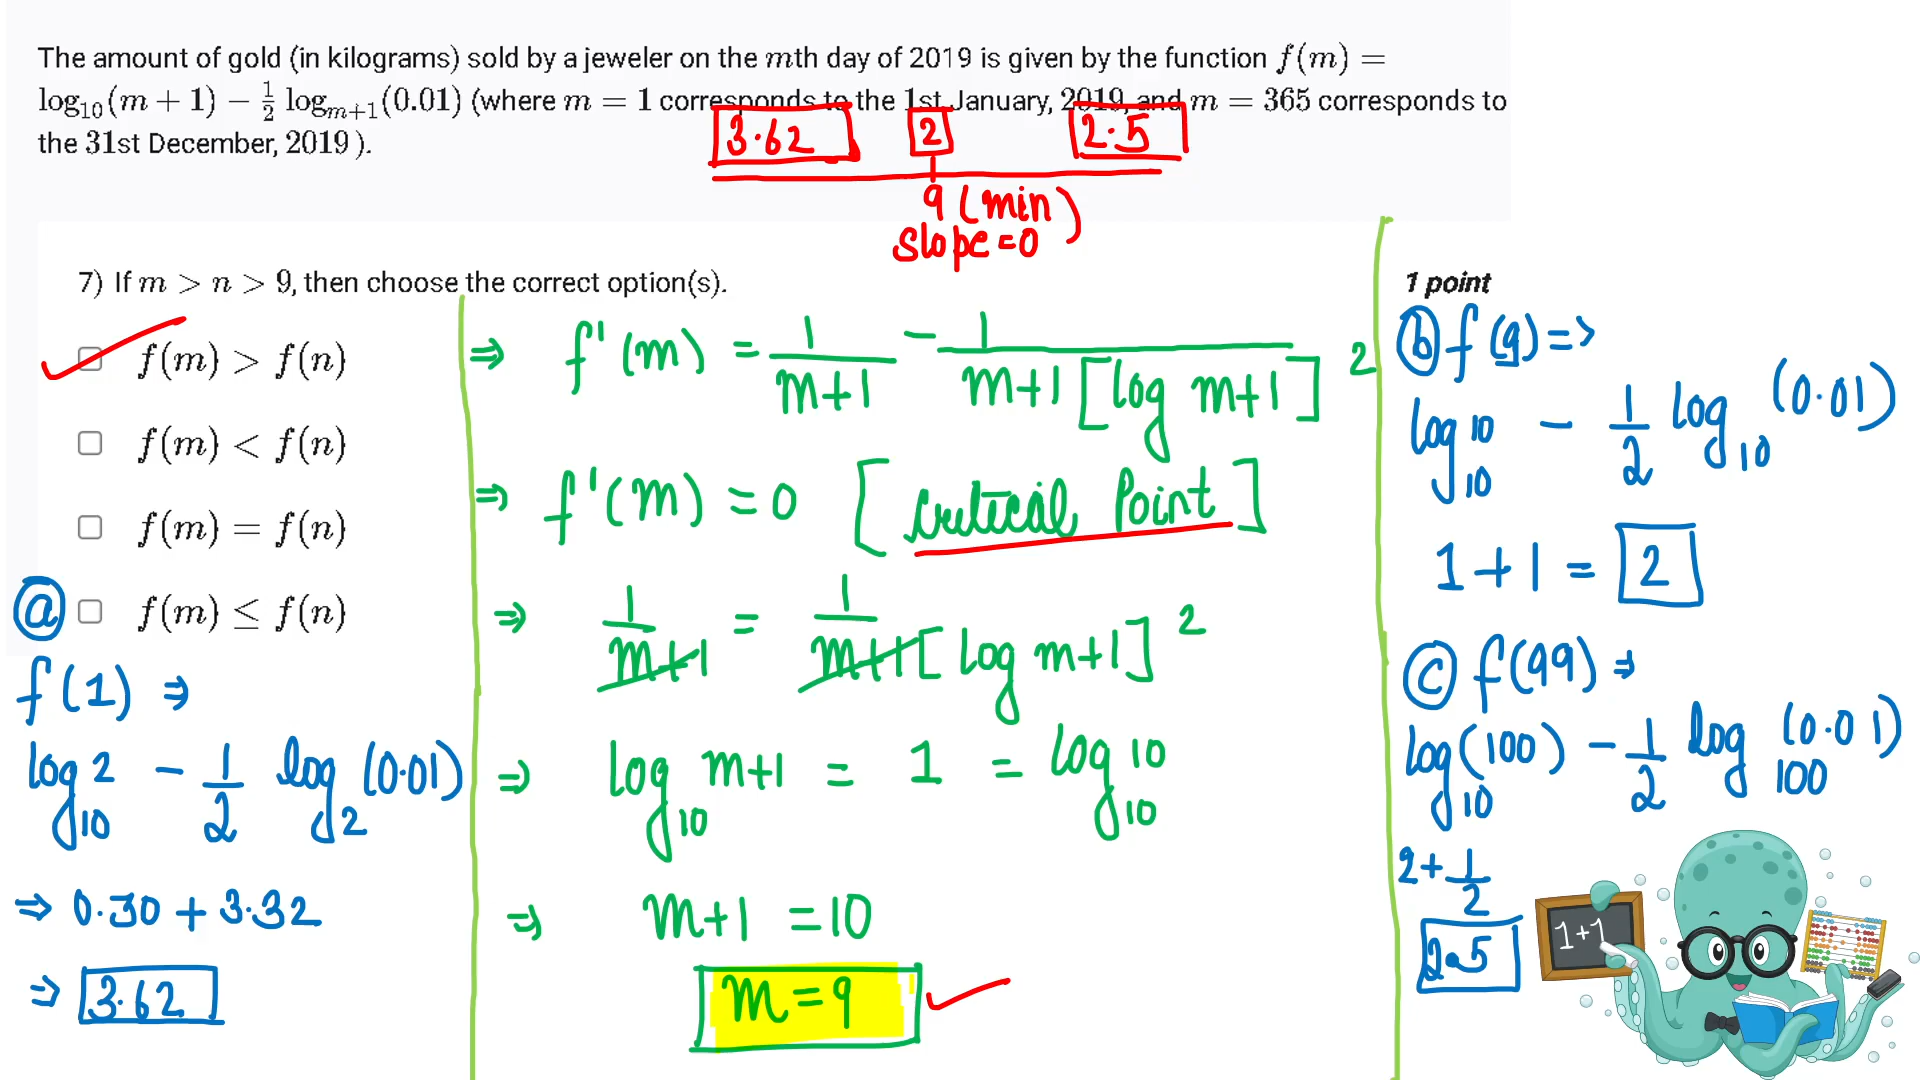 The amount of gold (in kilograms) sold by a jeweler on the mth day of 2019 is given by the function f(m) =
log₁₀(m + 1) − ½ logₘ₊₁(0.01) (where m = 1 corresponds to the 1st January, 2019, and m = 365 corresponds to
the 31st December, 2019 ).
3.62 2 2.5
9 (min)
slope = 0
7) If m > n > 9, then choose the correct option(s).
1 point
f(m) > f(n)
f(m) < f(n)
f(m) = f(n)
f(m) ≤ f(n)
ⓐ
f(1) ⇒
log₁₀ 2 − ½ log₂ (0.01)
⇒ 0.30 + 3.32
⇒ 3.62
⇒ f'(m) = 1/(m+1) − 1/(m+1 [log m+1]²)
⇒ f'(m) = 0 [Critical Point]
⇒ 1/(m+1) = 1/(m+1 [log m+1]²)
⇒ log₁₀ m+1 = 1 = log₁₀ 10
⇒ m+1 = 10
m = 9
ⓑ f(9) ⇒
log₁₀ 10 − ½ log₁₀ (0.01)
1 + 1 = 2
ⓒ f(99) ⇒
log₁₀ (100) − ½ log₁₀₀ (0.01)
2 + ½
2.5
1+1